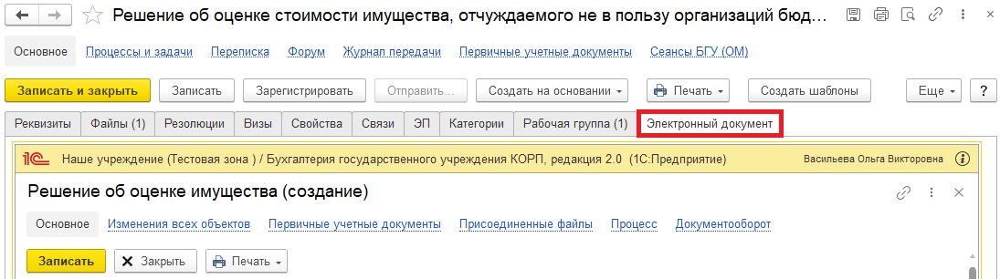 Решение об оценке стоимости имущества, отчуждаемого не в пользу организаций бюд...
Основное Процессы и задачи Переписка Форум Журнал передачи Первичные учетные документы Сеансы БГУ (ОМ)
Записать и закрыть Записать Зарегистрировать Отправить... Создать на основании Печать Создать шаблоны Еще ?
Реквизиты Файлы (1) Резолюции Визы Свойства Связи ЭП Категории Рабочая группа (1) Электронный документ
1С Наше учреждение (Тестовая зона ) / Бухгалтерия государственного учреждения КОРП, редакция 2.0 (1С:Предприятие) Васильева Ольга Викторовна
Решение об оценке имущества (создание)
Основное Изменения всех объектов Первичные учетные документы Присоединенные файлы Процесс Документооборот
Записать Закрыть Печать